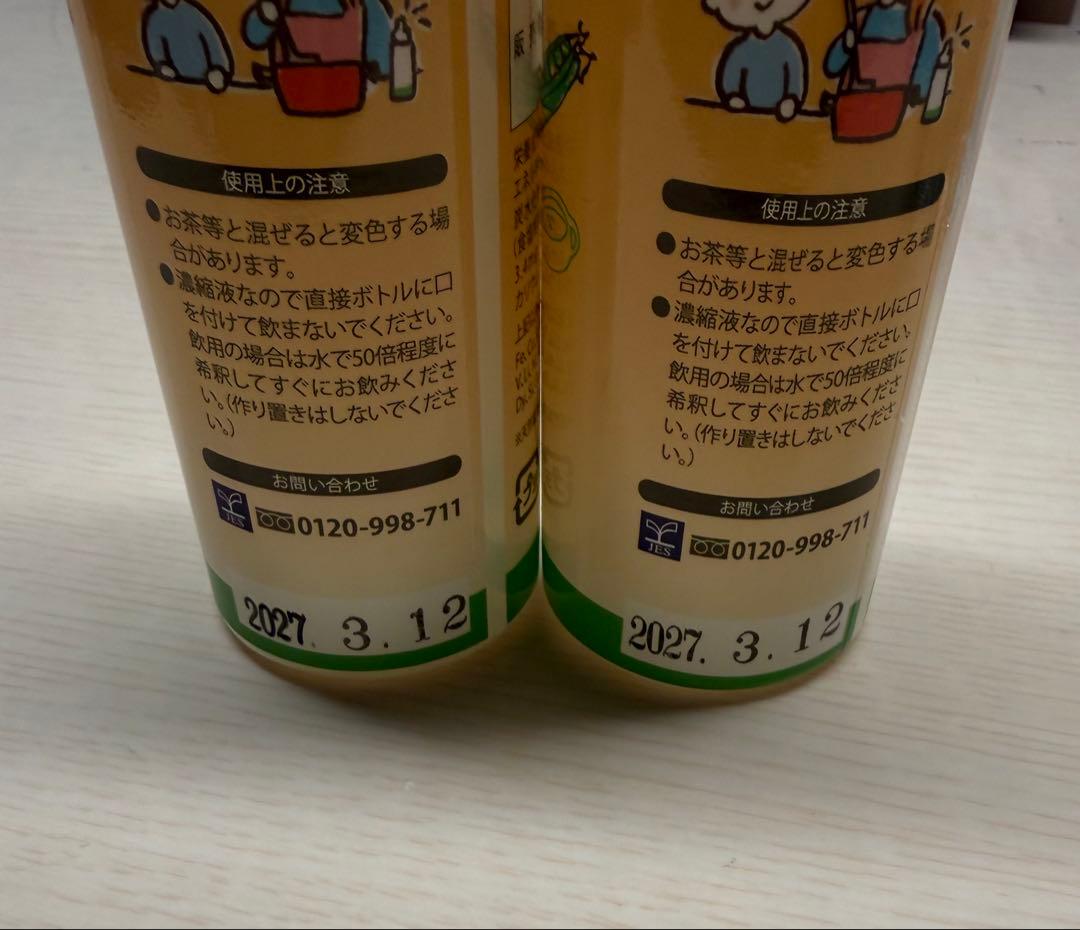 使用上の注意
●お茶等と混ぜると変色する場
合があります。
●濃縮液なので直接ボトルに口
を付けて飲まないでください。
飲用の場合は水で50倍程度に
希釈してすぐにお飲みくださ
い。(作り置きはしないでくださ
い。)
お問い合わせ
JES
0120-998-711
2027. 3. 12
使用上の注意
●お茶等と混ぜると変色する場
合があります。
●濃縮液なので直接ボトルに口
を付けて飲まないでください。
飲用の場合は水で50倍程度に
希釈してすぐにお飲みくださ
い。(作り置きはしないでくださ
い。)
お問い合わせ
JES
0120-998-711
2027. 3. 12